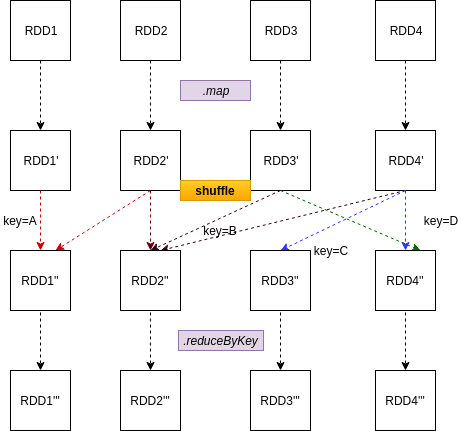 RDD1 RDD2 RDD3 RDD4
.map
RDD1' RDD2' RDD3' RDD4'
shuffle
key=A key=B key=C key=D
RDD1" RDD2" RDD3" RDD4"
.reduceByKey
RDD1'" RDD2'" RDD3'" RDD4'"